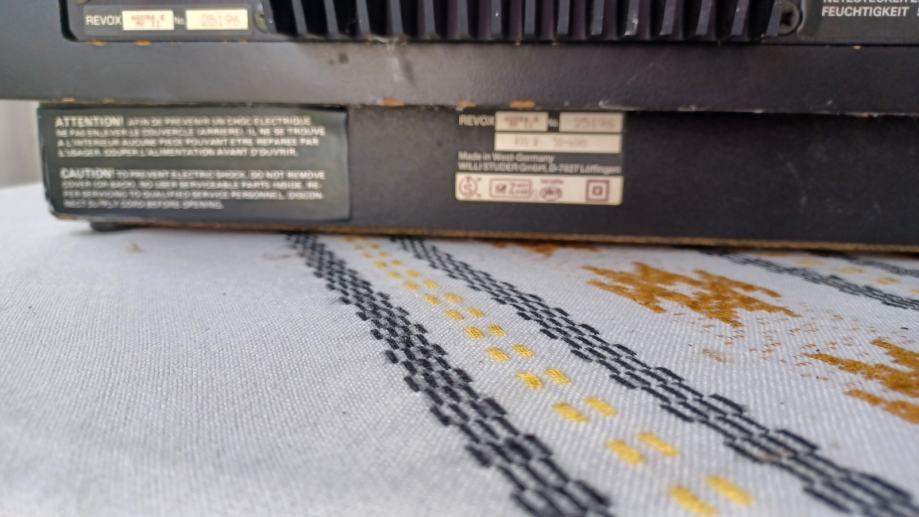 REVOX No. 25196
FEUCHTIGKEIT
ATTENTION! AFIN DE PREVENIR UN CHOC ELECTRIQUE
NE PAS ENLEVER LE COUVERCLE (ARRIERE). IL NE SE TROUVE
A L'INTERIEUR AUCUNE PIECE POUVANT ETRE REPAREE PAR
L'USAGER. COUPER L'ALIMENTATION AVANT D'OUVRIR.
CAUTION! TO PREVENT ELECTRIC SHOCK, DO NOT REMOVE
COVER (OR BACK). NO USER SERVICEABLE PARTS INSIDE. RE-
FER SERVICING TO QUALIFIED SERVICE PERSONNEL. DISCON
NECT SUPPLY CORD BEFORE OPENING.
REVOX No. 25196
Made in West-Germany
WILLI STUDER GmbH, D-7827 Löffingen